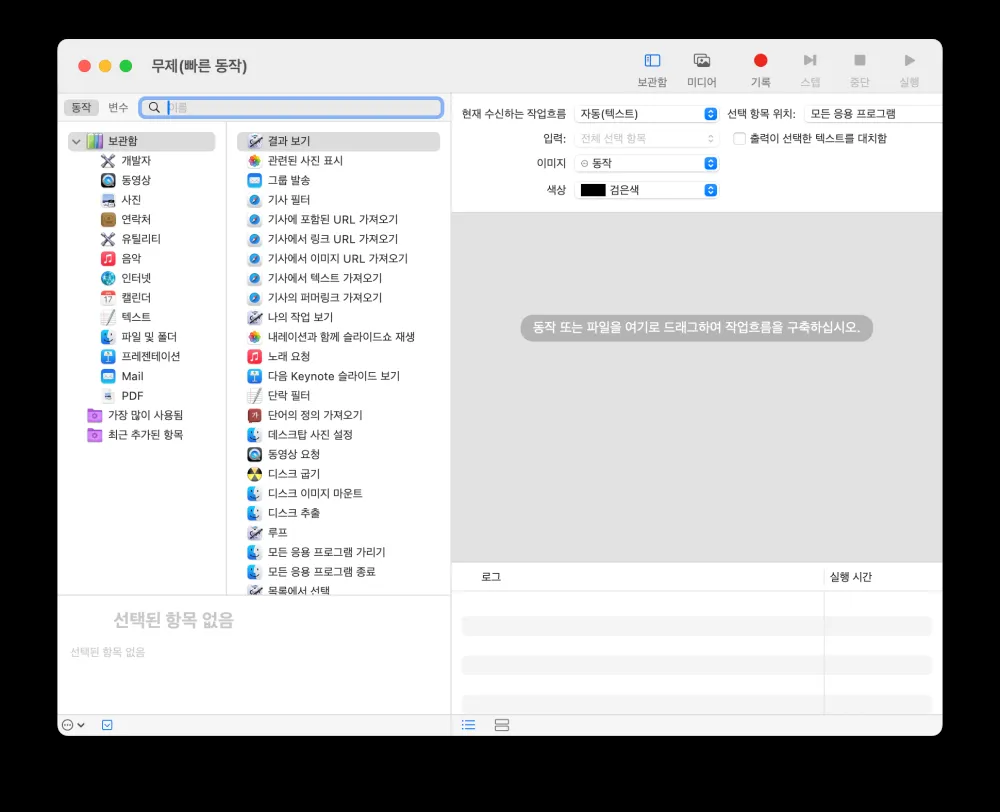 무제(빠른 동작)
보관함
미디어
기록
스텝
중단
실행
동작
변수
이름
보관함
개발자
동영상
사진
연락처
유틸리티
음악
인터넷
17
캘린더
텍스트
파일 및 폴더
프레젠테이션
Mail
PDF
가장 많이 사용됨
최근 추가된 항목
결과 보기
관련된 사진 표시
그룹 발송
기사 필터
기사에 포함된 URL 가져오기
기사에서 링크 URL 가져오기
기사에서 이미지 URL 가져오기
기사에서 텍스트 가져오기
기사의 퍼머링크 가져오기
나의 작업 보기
내레이션과 함께 슬라이드쇼 재생
노래 요청
다음 Keynote 슬라이드 보기
단락 필터
단어의 정의 가져오기
데스크탑 사진 설정
동영상 요청
디스크 굽기
디스크 이미지 마운트
디스크 추출
루프
모든 응용 프로그램 가리기
모든 응용 프로그램 종료
목록에서 선택
선택된 항목 없음
선택된 항목 없음
현재 수신하는 작업흐름 자동(텍스트) 선택 항목 위치: 모든 응용 프로그램
입력: 전체 선택 항목 출력이 선택한 텍스트를 대치함
이미지 동작
색상 검은색
동작 또는 파일을 여기로 드래그하여 작업흐름을 구축하십시오.
로그
실행 시간